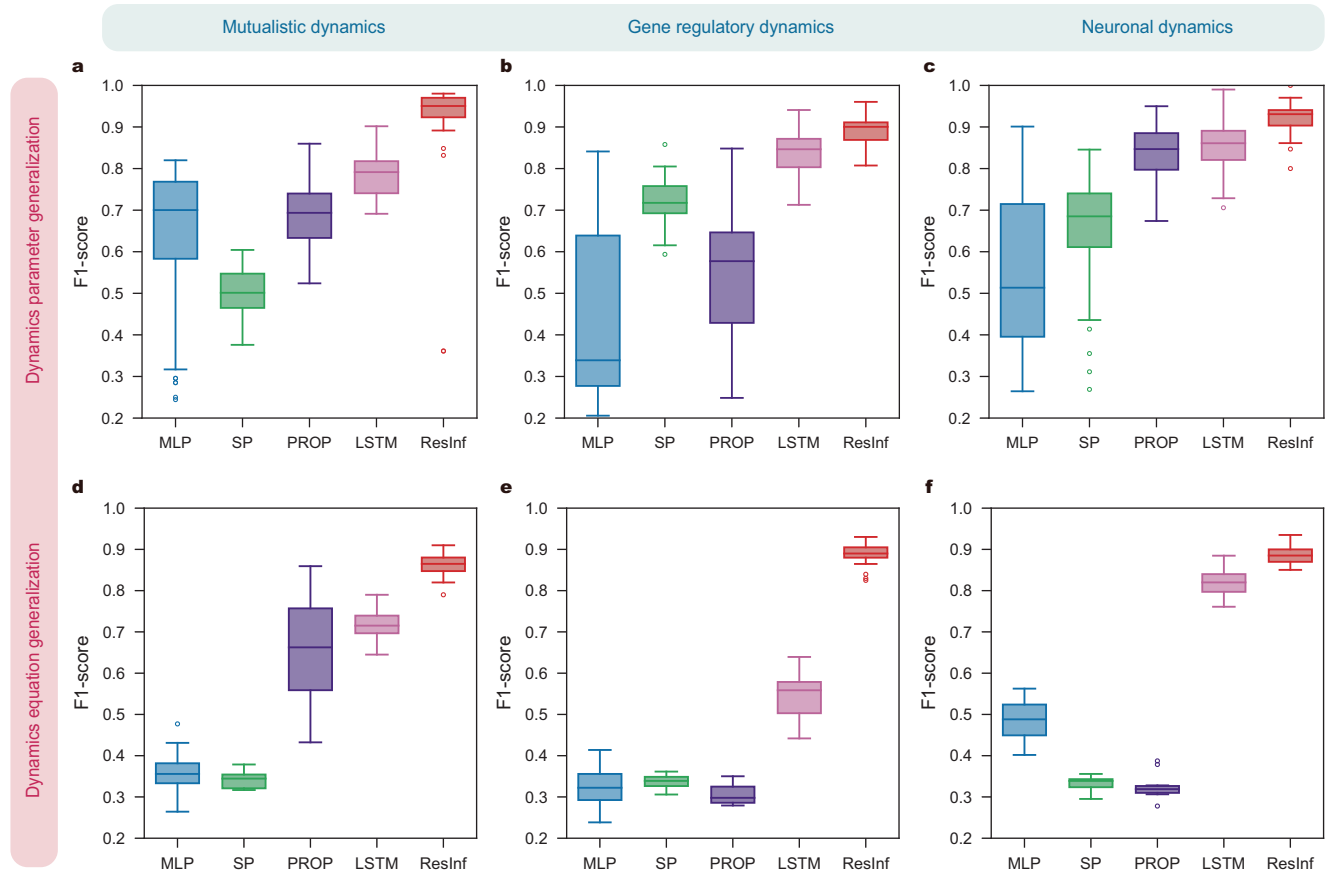 Mutualistic dynamics
Gene regulatory dynamics
Neuronal dynamics
Dynamics parameter generalization
Dynamics equation generalization
a
F1-score
1.0
0.9
0.8
0.7
0.6
0.5
0.4
0.3
0.2
MLP SP PROP LSTM ResInf
b
F1-score
1.0
0.9
0.8
0.7
0.6
0.5
0.4
0.3
0.2
MLP SP PROP LSTM ResInf
c
F1-score
1.0
0.9
0.8
0.7
0.6
0.5
0.4
0.3
0.2
MLP SP PROP LSTM ResInf
d
F1-score
1.0
0.9
0.8
0.7
0.6
0.5
0.4
0.3
0.2
MLP SP PROP LSTM ResInf
e
F1-score
1.0
0.9
0.8
0.7
0.6
0.5
0.4
0.3
0.2
MLP SP PROP LSTM ResInf
f
F1-score
1.0
0.9
0.8
0.7
0.6
0.5
0.4
0.3
0.2
MLP SP PROP LSTM ResInf